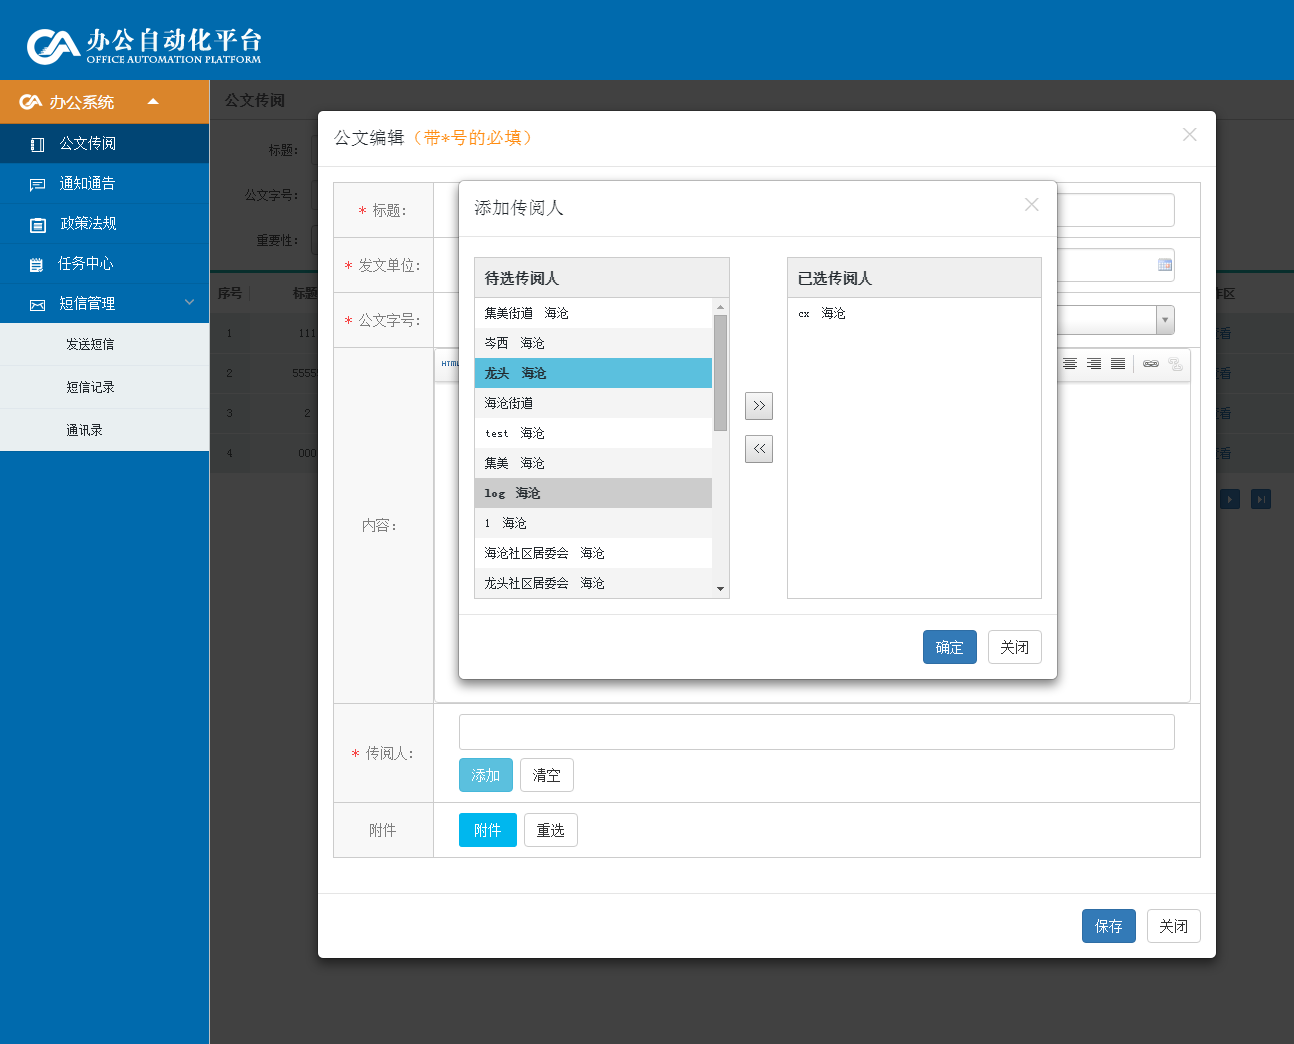 办公自动化平台
OFFICE AUTOMATION PLATFORM
办公系统
公文传阅
通知通告
政策法规
任务中心
短信管理
发送短信
短信记录
通讯录
公文传阅
标题：
公文字号：
重要性：
序号 标题
1 111
2 5555
3 2
4 000
公文编辑（带*号的必填）
* 标题：
* 发文单位：
* 公文字号：
HTML
内容：
添加传阅人
待选传阅人
集美街道 海沧
岑西 海沧
龙头 海沧
海沧街道
test 海沧
集美 海沧
log 海沧
1 海沧
海沧社区居委会 海沧
龙头社区居委会 海沧
>>
<<
已选传阅人
cx 海沧
确定 关闭
* 传阅人：
添加 清空
附件
附件 重选
保存 关闭